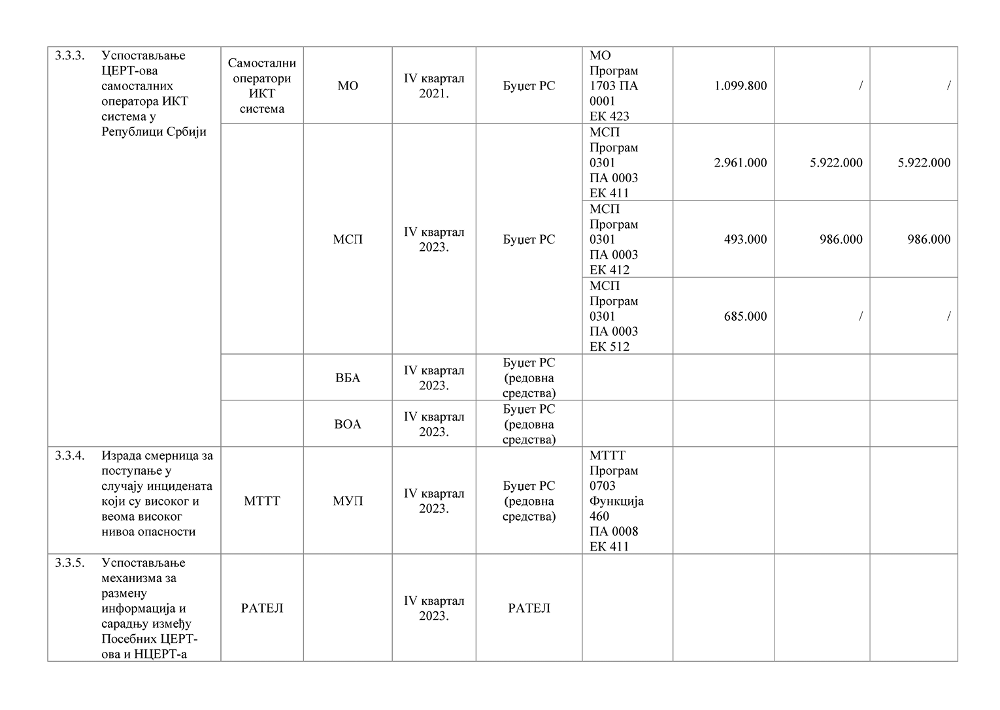 3.3.3. Успостављање
ЦЕРТ-ова
самосталних
оператора ИКТ
система у
Републици Србији
Самостални
оператори
ИКТ
система
МО
IV квартал
2021.
Буџет РС
МО
Програм
1703 ПА
0001
ЕК 423
1.099.800
/
/
МСП
IV квартал
2023.
Буџет РС
МСП
Програм
0301
ПА 0003
ЕК 411
2.961.000
5.922.000
5.922.000
МСП
Програм
0301
ПА 0003
ЕК 412
493.000
986.000
986.000
МСП
Програм
0301
ПА 0003
ЕК 512
685.000
/
/
ВБА
IV квартал
2023.
Буџет РС
(редовна
средства)
ВОА
IV квартал
2023.
Буџет РС
(редовна
средства)
3.3.4. Израда смерница за
поступање у
случају инцидената
који су високог и
веома високог
нивоа опасности
МТТТ
МУП
IV квартал
2023.
Буџет РС
(редовна
средства)
МТТТ
Програм
0703
Функција
460
ПА 0008
ЕК 411
3.3.5. Успостављање
механизма за
размену
информација и
сарадњу између
Посебних ЦЕРТ-
ова и НЦЕРТ-а
РАТЕЛ
IV квартал
2023.
РАТЕЛ